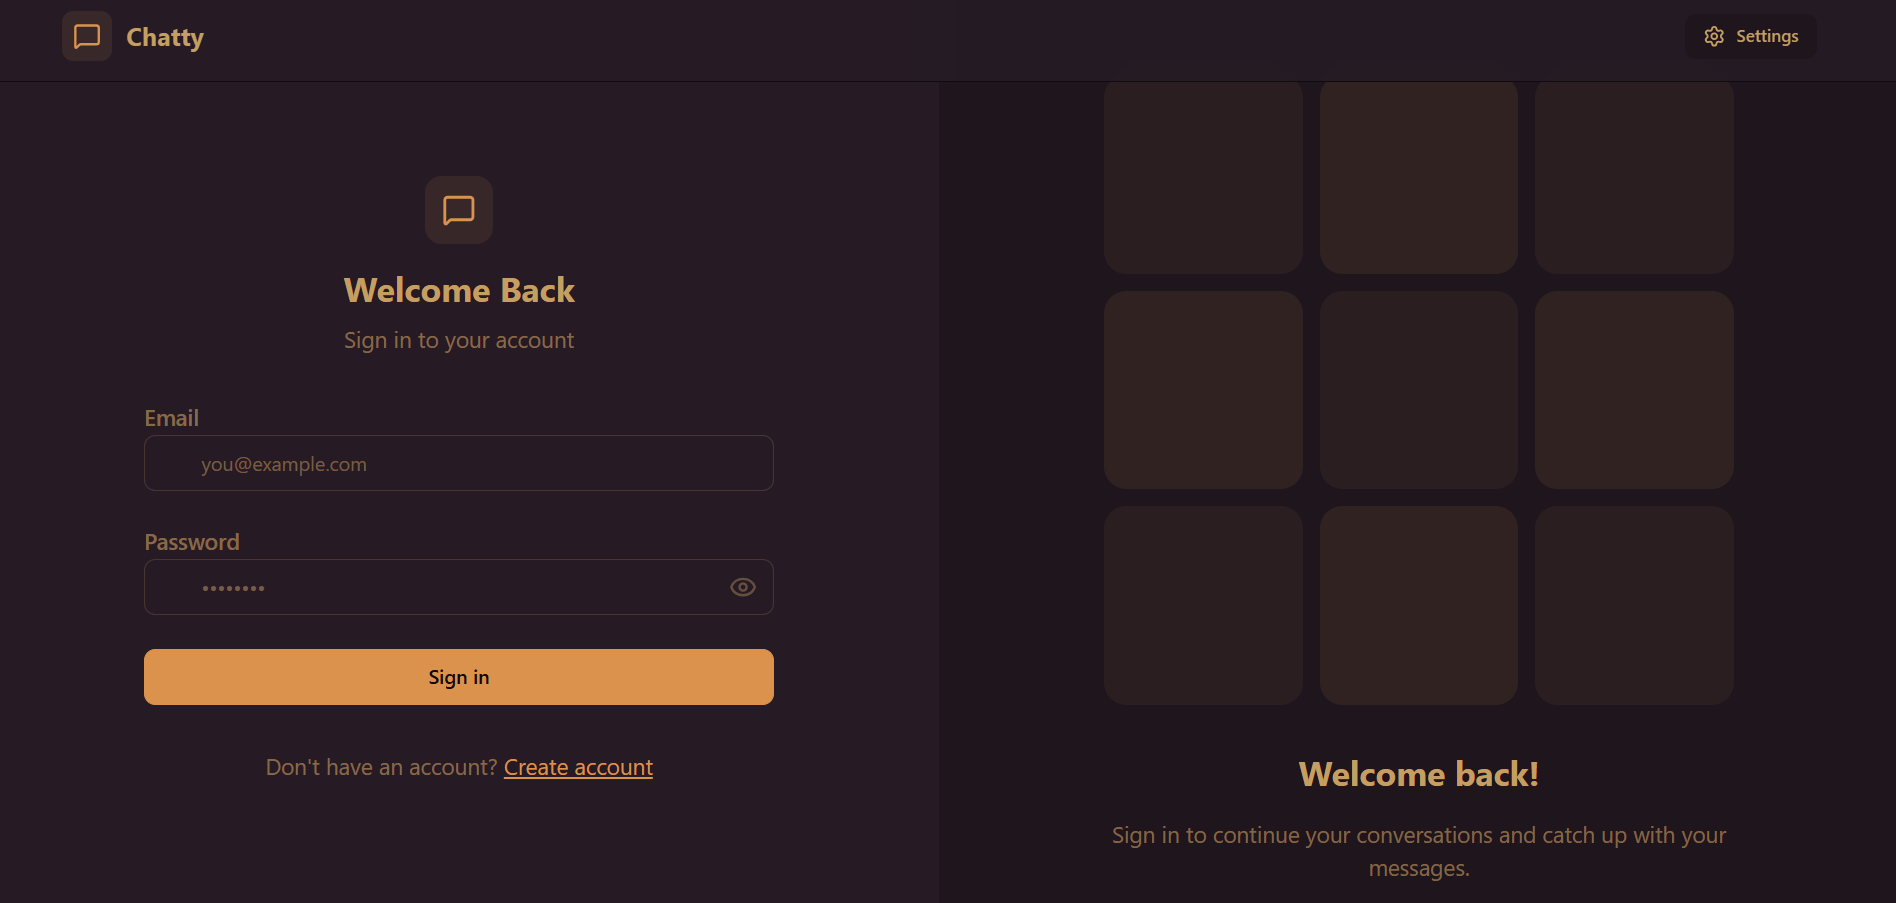 Chatty
Settings
Welcome Back
Sign in to your account
Email
you@example.com
Password
••••••••
Sign in
Don't have an account? Create account
Welcome back!
Sign in to continue your conversations and catch up with your
messages.